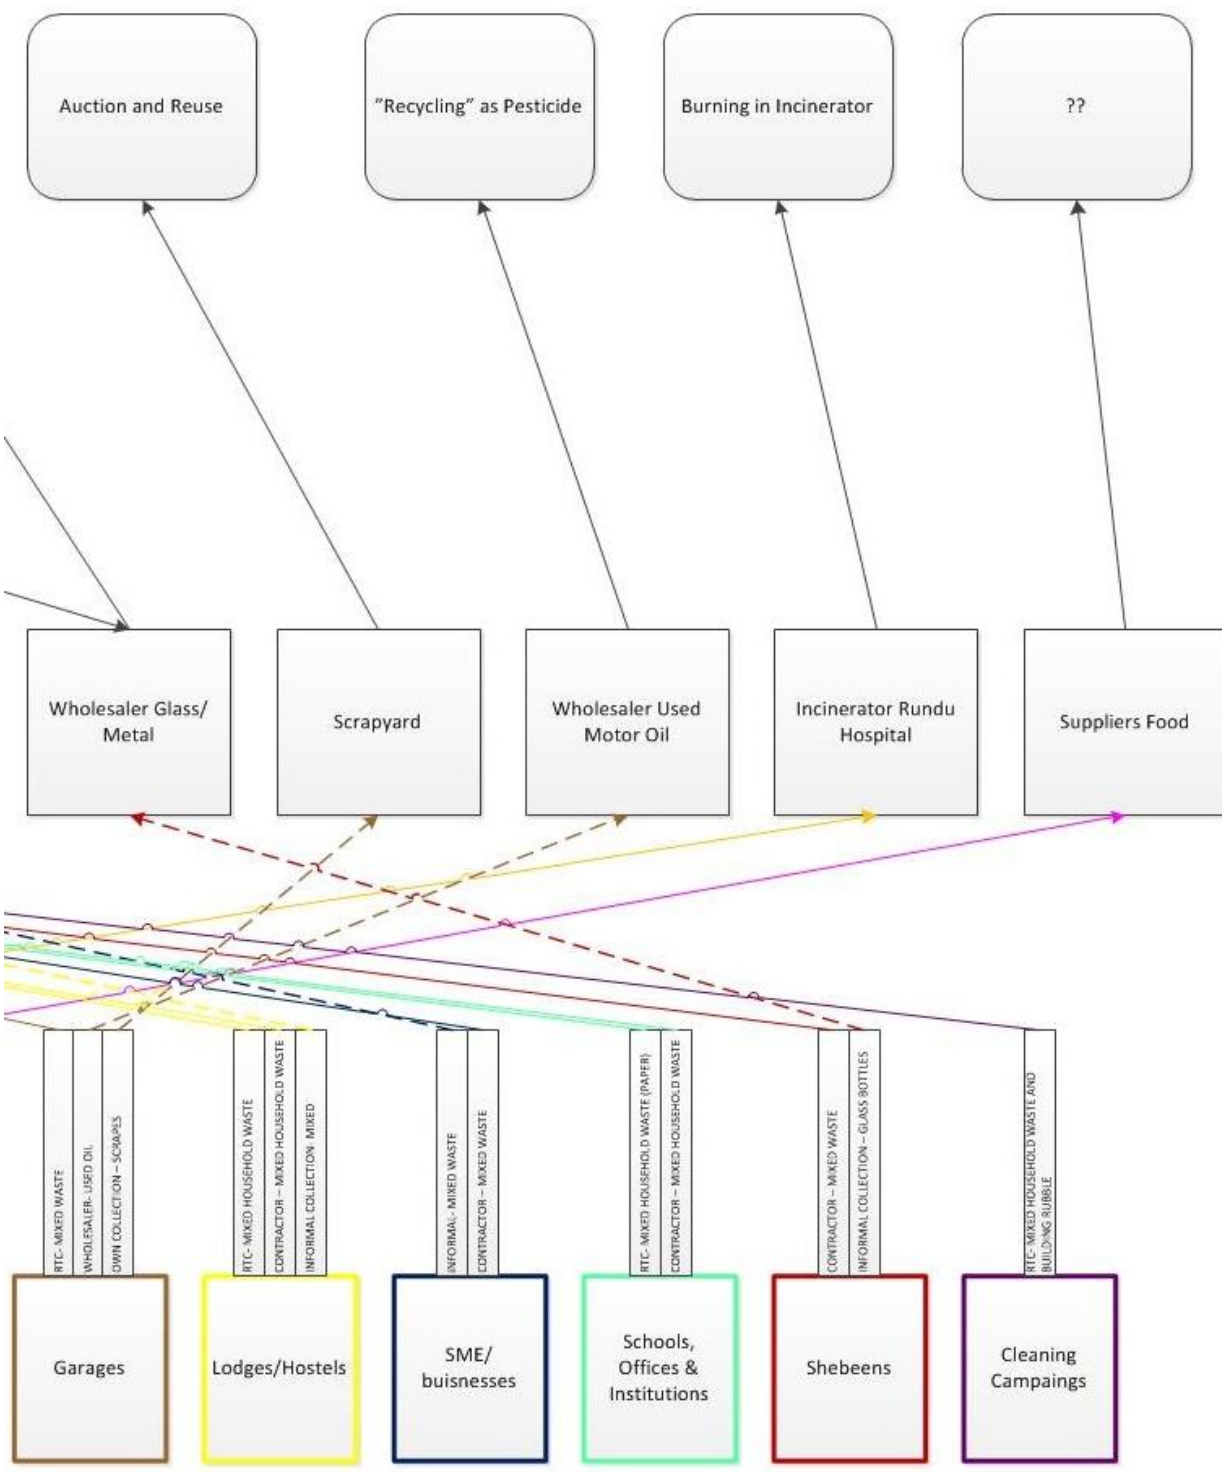 Auction and Reuse
"Recycling" as Pesticide
Burning in Incinerator
??
Wholesaler Glass/
Metal
Scrapyard
Wholesaler Used
Motor Oil
Incinerator Rundu
Hospital
Suppliers Food
RTC- MIXED WASTE
WHOLESALER- USED OIL
OWN COLLECTION – SCRAPES
RTC- MIXED HOUSEHOLD WASTE
CONTRACTOR – MIXED HOUSEHOLD WASTE
INFORMAL COLLECTION- MIXED
INFORMAL- MIXED WASTE
CONTRACTOR – MIXED WASTE
RTC- MIXED HOUSEHOLD WASTE (PAPER)
CONTRACTOR – MIXED HOUSEHOLD WASTE
CONTRACTOR – MIXED WASTE
INFORMAL COLLECTION – GLASS BOTTLES
RTC- MIXED HOUSEHOLD WASTE AND
BUILDING RUBBLE
Garages
Lodges/Hostels
SME/
buisnesses
Schools,
Offices &
Institutions
Shebeens
Cleaning
Campaings